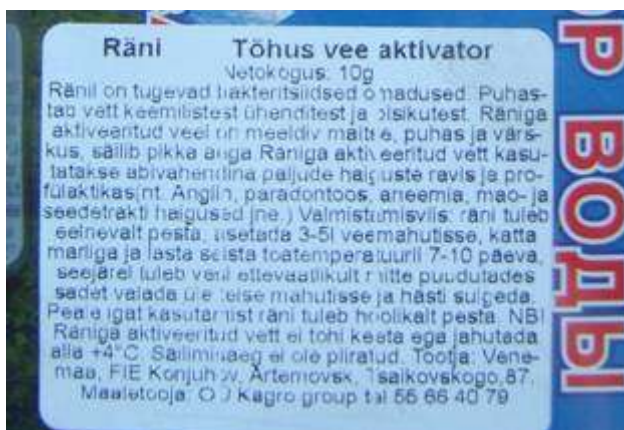 Räni Tõhus vee aktivator
Netokogus: 10g
Ränil on tugevad bakteritsiidsed omadused. Puhas-
tab vett keemilistest ühenditest ja pisikutest. Räniga
aktiveeritud veel on meeldiv maitse, puhas ja värs-
kus, säilib pikka aega Räniga aktiveeritud vett kasu-
tatakse abivahendina paljude haiguste ravis ja pro-
fülaktikas(nt. Angiin, paradontoos, aneemia, mao- ja
seedetrakti haigused jne.) Valmistamisviis: räni tuleb
eelnevalt pesta, asetada 3-5l veemahutisse, katta
marliga ja lasta seista toatemperatuuril 7-10 päeva,
seejärel tuleb vesi ettevaatlikult mitte puudutades
sadet valada üle teise mahutisse ja hästi sulgeda.
Peale igat kasutamist räni tuleb hoolikalt pesta. NB!
Räniga aktiveeritud vett ei tohi keeta ega jahutada
alla +4°C. Säilimisaeg ei ole piiratud. Tootja: Vene-
maa, FIE Konjuhov, Artemovsk, Tsaikovskogo,87.
Maaletooja: OÜ Kagro group tel 55 66 40 79
Р ВОДЫ